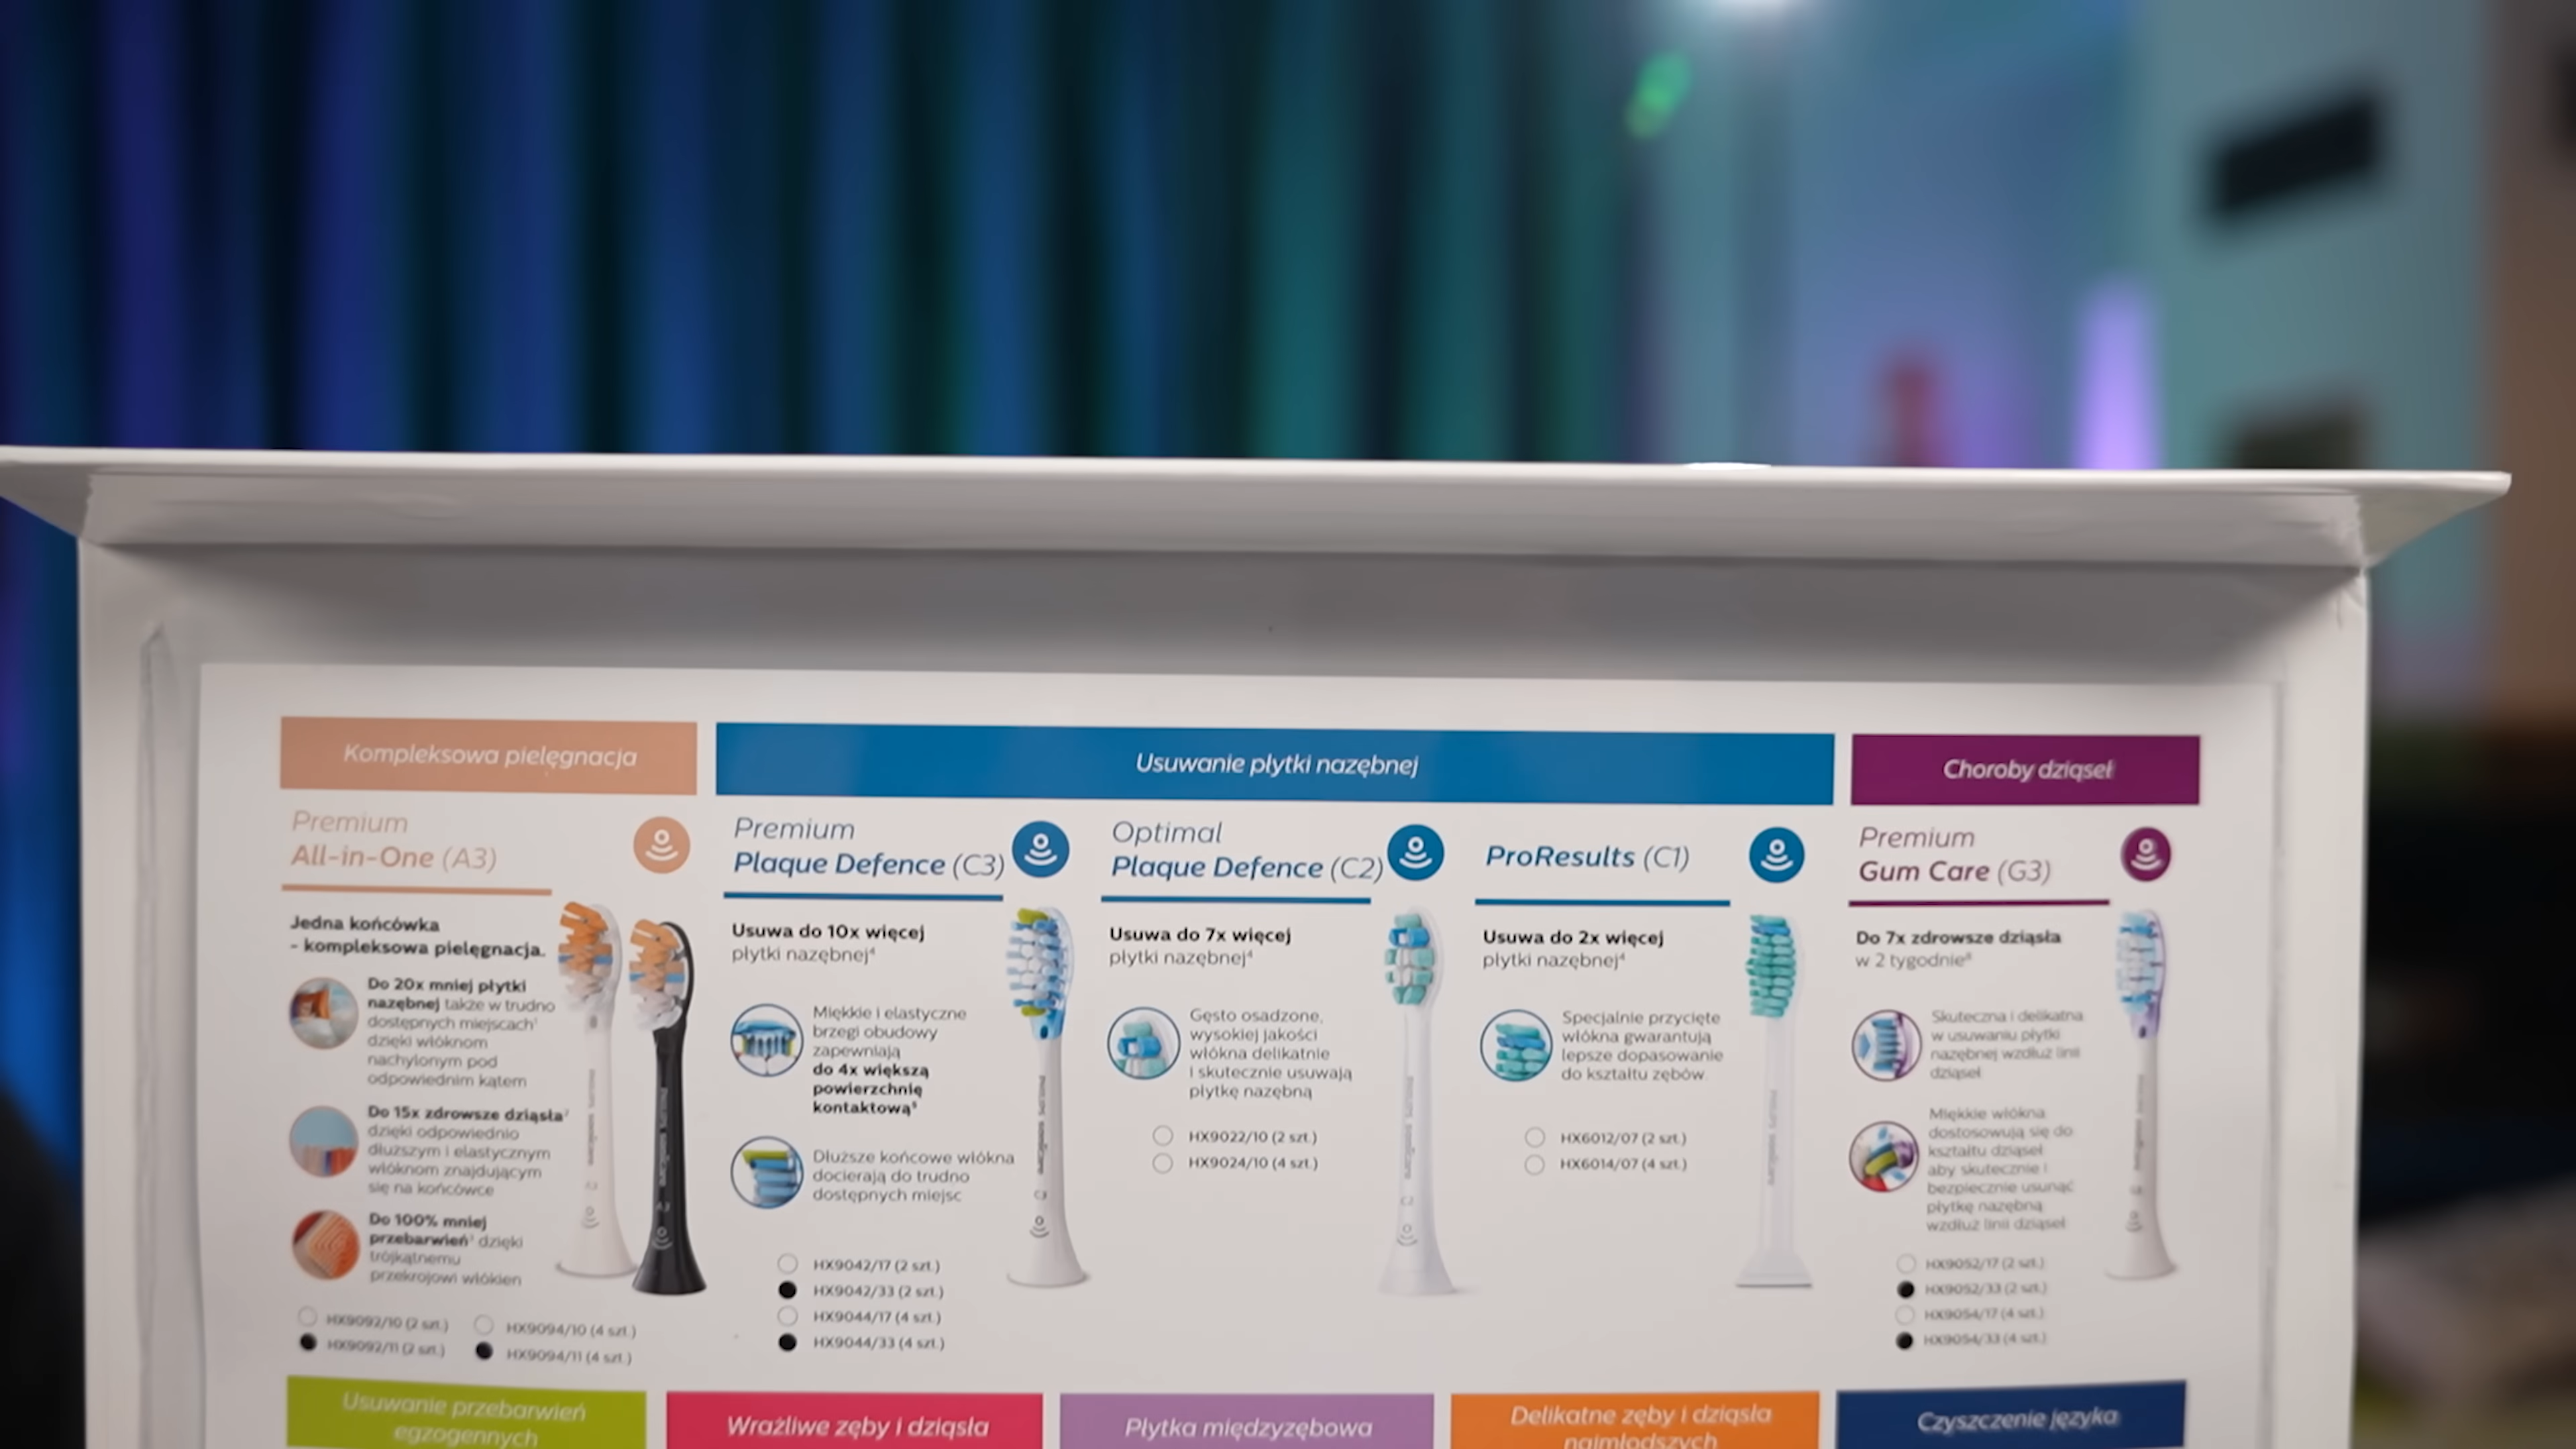 Kompleksowa pielęgnacja
Premium
All-in-One (A3)
Jedna końcówka
- kompleksowa pielęgnacja.
Do 20x mniej płytki
nazębnej także w trudno
dostępnych miejscach¹
dzięki włóknom
nachylonym pod
odpowiednim kątem
Do 15x zdrowsze dziąsła²
dzięki odpowiednio
dłuższym i elastycznym
włóknom znajdującym
się na końcówce
Do 100% mniej
przebarwień³ dzięki
trójkątnemu
przekrojowi włókien
HX9092/10 (2 szt.)
HX9092/11 (2 szt.)
HX9094/10 (4 szt.)
HX9094/11 (4 szt.)
Usuwanie płytki nazębnej
Premium
Plaque Defence (C3)
Usuwa do 10x więcej
płytki nazębnej⁴
Miękkie i elastyczne
brzegi obudowy
zapewniają
do 4x większą
powierzchnię
kontaktową⁵
Dłuższe końcowe włókna
docierają do trudno
dostępnych miejsc
HX9042/17 (2 szt.)
HX9042/33 (2 szt.)
HX9044/17 (4 szt.)
HX9044/33 (4 szt.)
Optimal
Plaque Defence (C2)
Usuwa do 7x więcej
płytki nazębnej⁴
Gęsto osadzone,
wysokiej jakości
włókna delikatnie
i skutecznie usuwają
płytkę nazębną
HX9022/10 (2 szt.)
HX9024/10 (4 szt.)
ProResults (C1)
Usuwa do 2x więcej
płytki nazębnej⁴
Specjalnie przycięte
włókna gwarantują
lepsze dopasowanie
do kształtu zębów
HX6012/07 (2 szt.)
HX6014/07 (4 szt.)
Choroby dziąseł
Premium
Gum Care (G3)
Do 7x zdrowsze dziąsła
w 2 tygodnie
Skuteczna i delikatna
w usuwaniu płytki
nazębnej wzdłuż linii
dziąseł
Miękkie włókna
dostosowują się do
kształtu dziąseł
aby skutecznie i
bezpiecznie usunąć
płytkę nazębną
wzdłuż linii dziąseł
HX9052/17 (2 szt.)
HX9052/33 (2 szt.)
HX9054/17 (4 szt.)
HX9054/33 (4 szt.)
Usuwanie przebarwień
egzogennych
Wrażliwe zęby i dziąsła
Płytka międzyzębowa
Delikatne zęby i dziąsła
najmłodszych
Czyszczenie języka